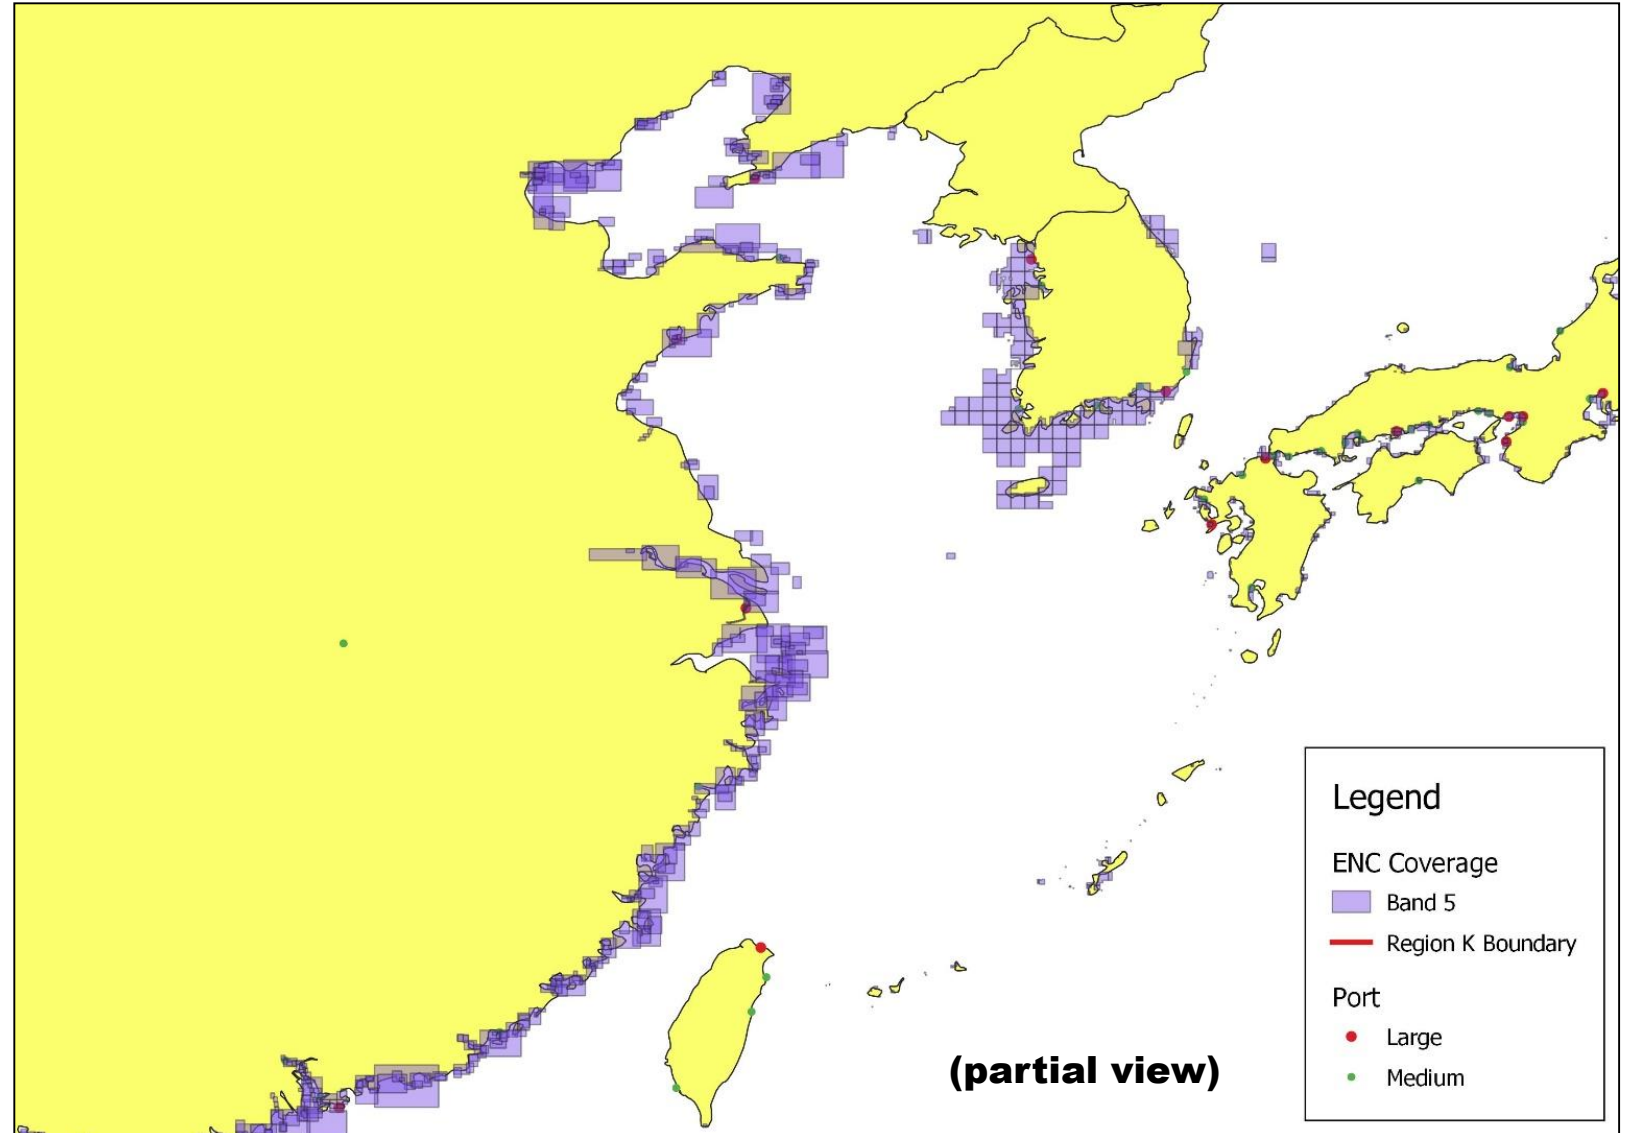 Legend
ENC Coverage
Band 5
Region K Boundary
Port
Large
Medium
(partial view)